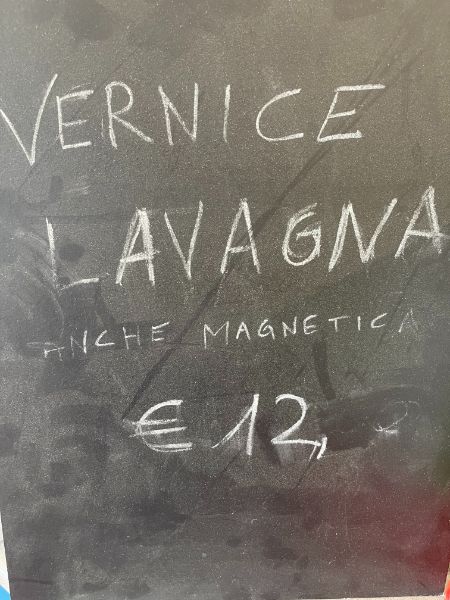 VERNICE
LAVAGNA
ANCHE MAGNETICA
€ 12,